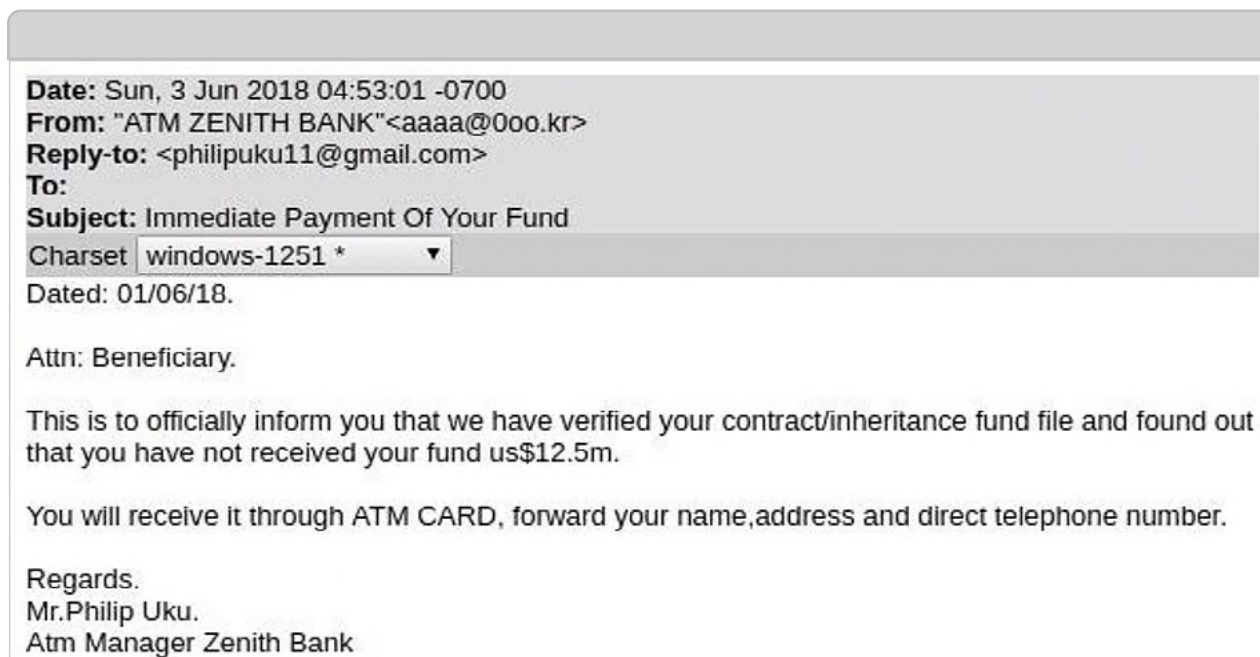 Date: Sun, 3 Jun 2018 04:53:01 -0700
From: "ATM ZENITH BANK"<aaaa@0oo.kr>
Reply-to: <philipuku11@gmail.com>
To:
Subject: Immediate Payment Of Your Fund
Charset windows-1251 *
Dated: 01/06/18.
Attn: Beneficiary.
This is to officially inform you that we have verified your contract/inheritance fund file and found out
that you have not received your fund us$12.5m.
You will receive it through ATM CARD, forward your name,address and direct telephone number.
Regards.
Mr.Philip Uku.
Atm Manager Zenith Bank